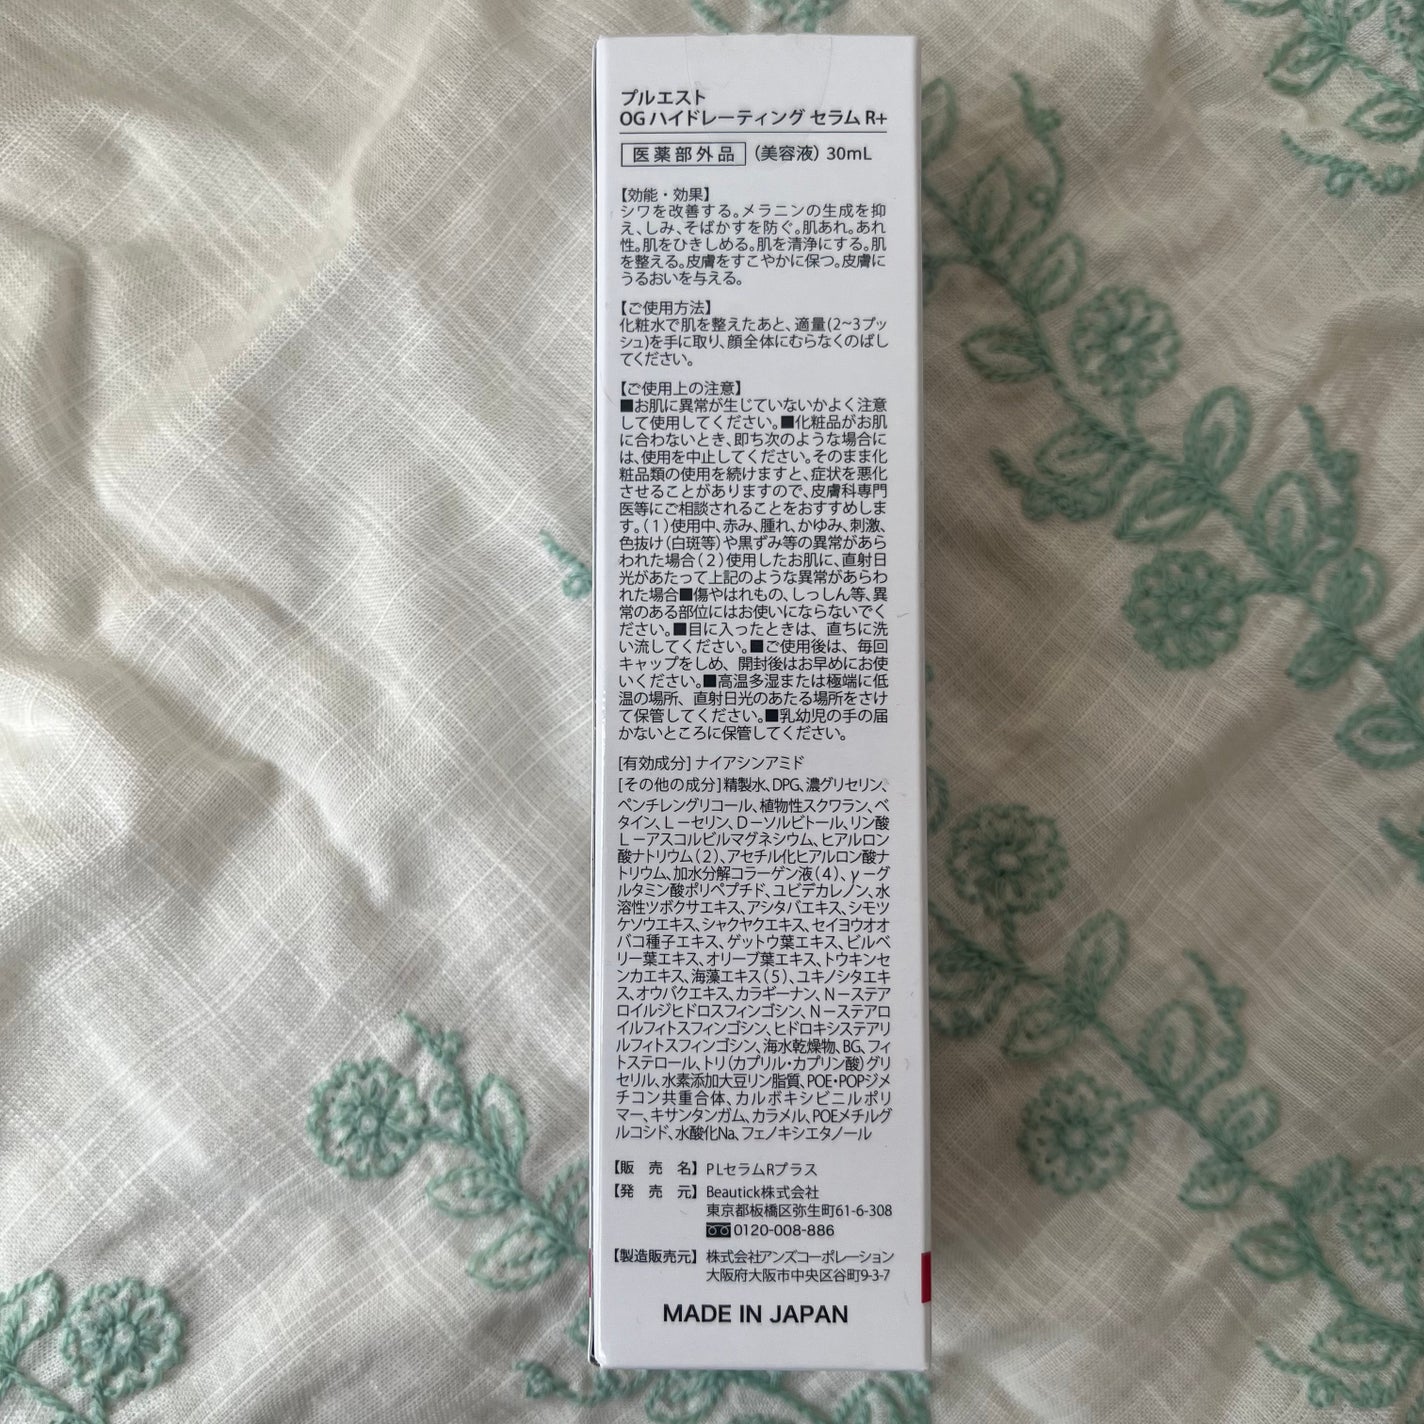 プルエスト
OG ハイドレーティング セラム R+
医薬部外品 (美容液) 30mL
【効能・効果】
シワを改善する。メラニンの生成を抑
え、しみ、そばかすを防ぐ。肌あれ。あれ
性。肌をひきしめる。肌を清浄にする。肌
を整える。皮膚をすこやかに保つ。皮膚に
うるおいを与える。
【ご使用方法】
化粧水で肌を整えたあと、適量(2~3プッ
シュ)を手に取り、顔全体にむらなくのばし
てください。
【ご使用上の注意】
■お肌に異常が生じていないかよく注意
して使用してください。■化粧品がお肌
に合わないとき、即ち次のような場合に
は、使用を中止してください。そのまま化
粧品類の使用を続けますと、症状を悪化
させることがありますので、皮膚科専門
医等にご相談されることをおすすめしま
す。(1)使用中、赤み、腫れ、かゆみ、刺激、
色抜け(白斑等)や黒ずみ等の異常があら
われた場合(2)使用したお肌に、直射日
光があたって上記のような異常があらわ
れた場合■傷やはれもの、しっしん等、異
常のある部位にはお使いにならないでく
ださい。■目に入ったときは、直ちに洗
い流してください。■ご使用後は、毎回
キャップをしめ、開封後はお早めにお使
いください。■高温多湿または極端に低
温の場所、直射日光のあたる場所をさけ
て保管してください。■乳幼児の手の届
かないところに保管してください。
[有効成分] ナイアシンアミド
[その他の成分]精製水、DPG、濃グリセリン、
ペンチレングリコール、植物性スクワラン、ベ
タイン、L－セリン、D－ソルビトール、リン酸
L－アスコルビルマグネシウム、ヒアルロン
酸ナトリウム(2)、アセチル化ヒアルロン酸ナ
トリウム、加水分解コラーゲン液(4)、γ－グ
ルタミン酸ポリペプチド、ユビデカレノン、水
溶性ツボクサエキス、アシタバエキス、シモツ
ケソウエキス、シャクヤクエキス、セイヨウオオ
バコ種子エキス、ゲットウ葉エキス、ビルベ
リー葉エキス、オリーブ葉エキス、トウキンセ
ンカエキス、海藻エキス(5)、ユキノシタエキ
ス、オウバクエキス、カラギーナン、N－ステア
ロイルジヒドロスフィンゴシン、N－ステアロ
イルフィトスフィンゴシン、ヒドロキシステアリ
ルフィトスフィンゴシン、海水乾燥物、BG、フィ
トステロール、トリ(カプリル・カプリン酸)グリ
セリル、水素添加大豆リン脂質、POE・POPジメ
チコン共重合体、カルボキシビニルポリ
マー、キサンタンガム、カラメル、POEメチルグ
ルコシド、水酸化Na、フェノキシエタノール
【販 売 名】PLセラムRプラス
【発 売 元】Beautick株式会社
東京都板橋区弥生町61-6-308
0120-008-886
【製造販売元】株式会社アンズコーポレーション
大阪府大阪市中央区谷町9-3-7
MADE IN JAPAN